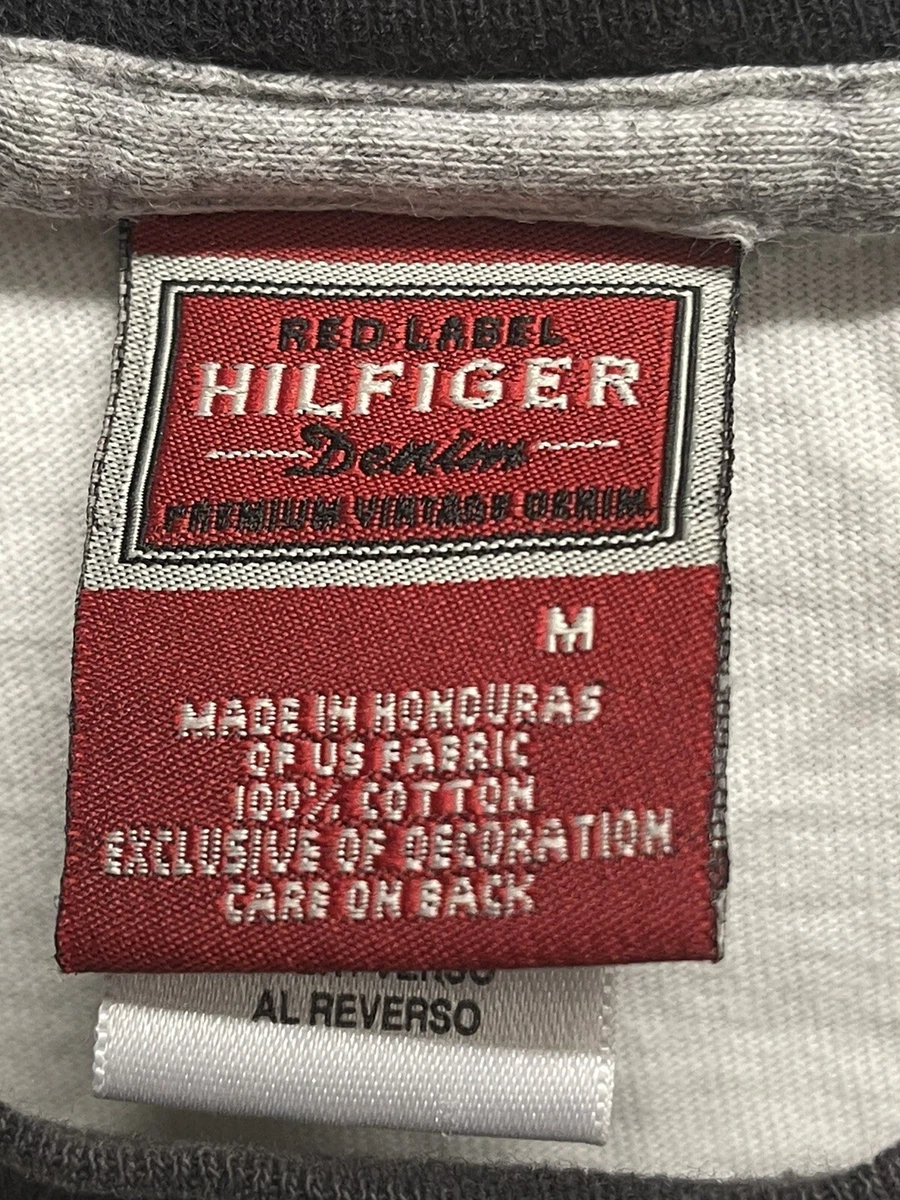 RED LABEL
HILFIGER
Denim
PREMIUM VINTAGE DENIM
M
MADE IN HONDURAS
OF US FABRIC
100% COTTON
EXCLUSIVE OF DECORATION
CARE ON BACK
AL REVERSO